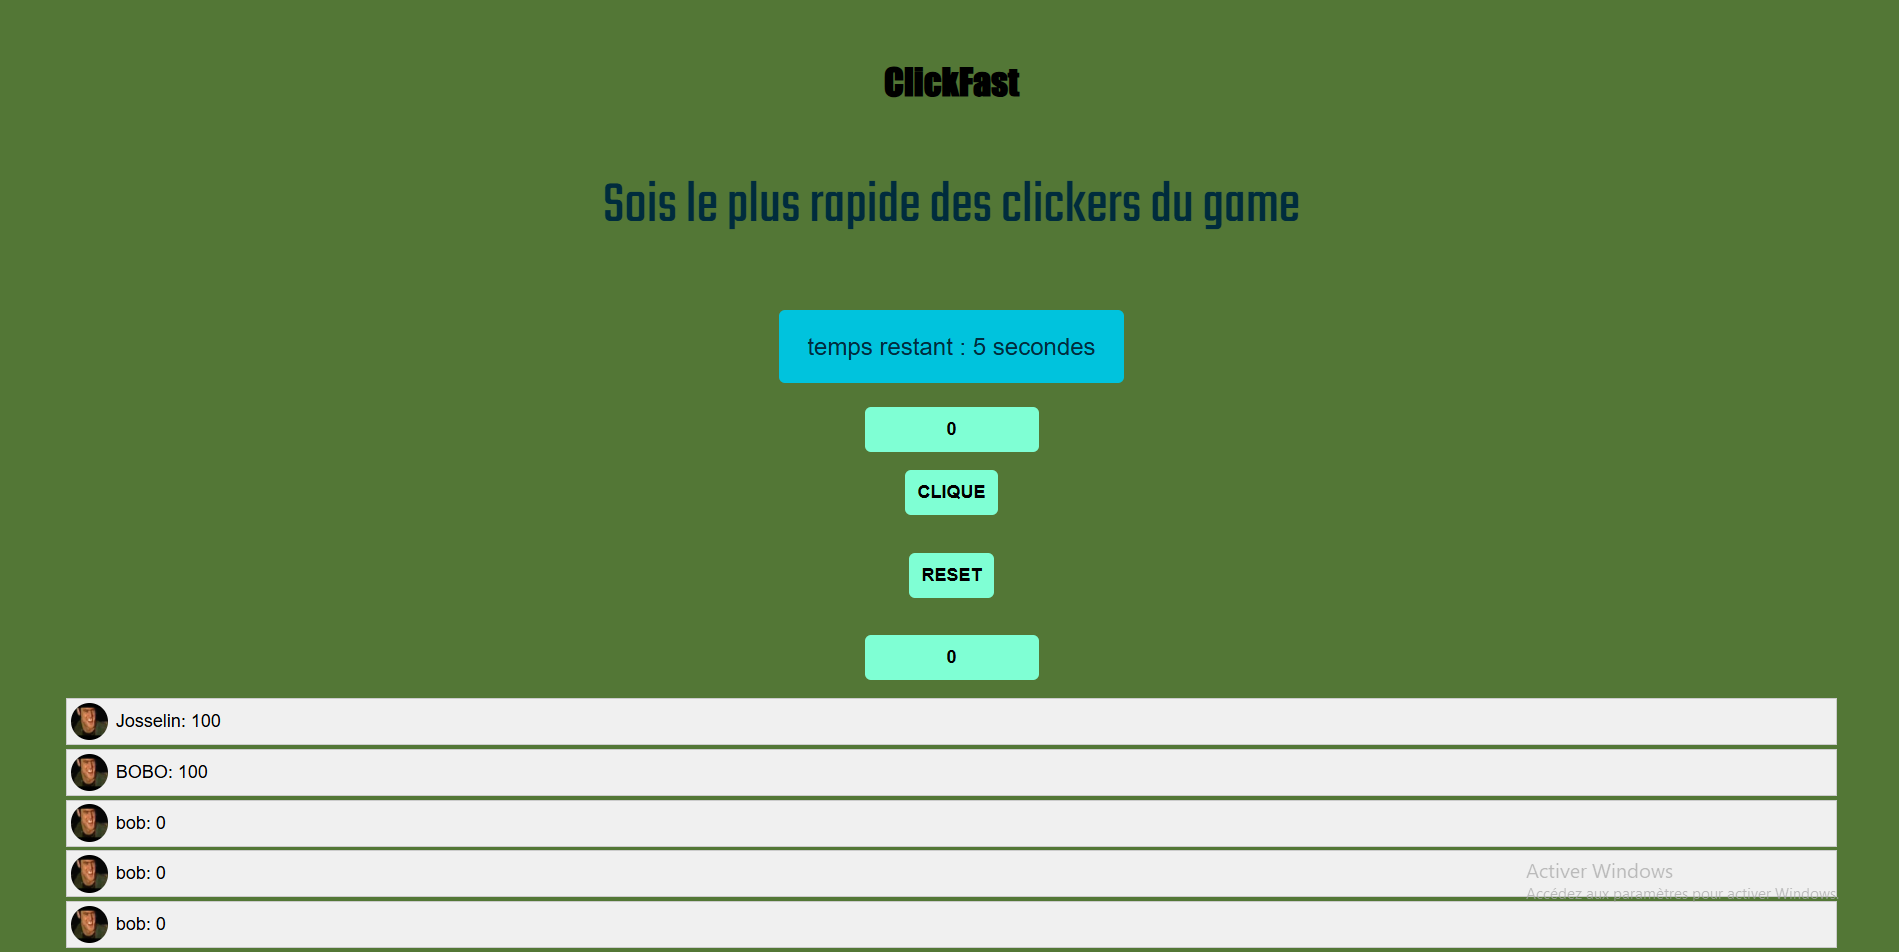 ClickFast
Sois le plus rapide des clickers du game
temps restant : 5 secondes
0
CLIQUE
RESET
0
Josselin: 100
BOBO: 100
bob: 0
bob: 0
Activer Windows
Accédez aux paramètres pour activer Windows.
bob: 0